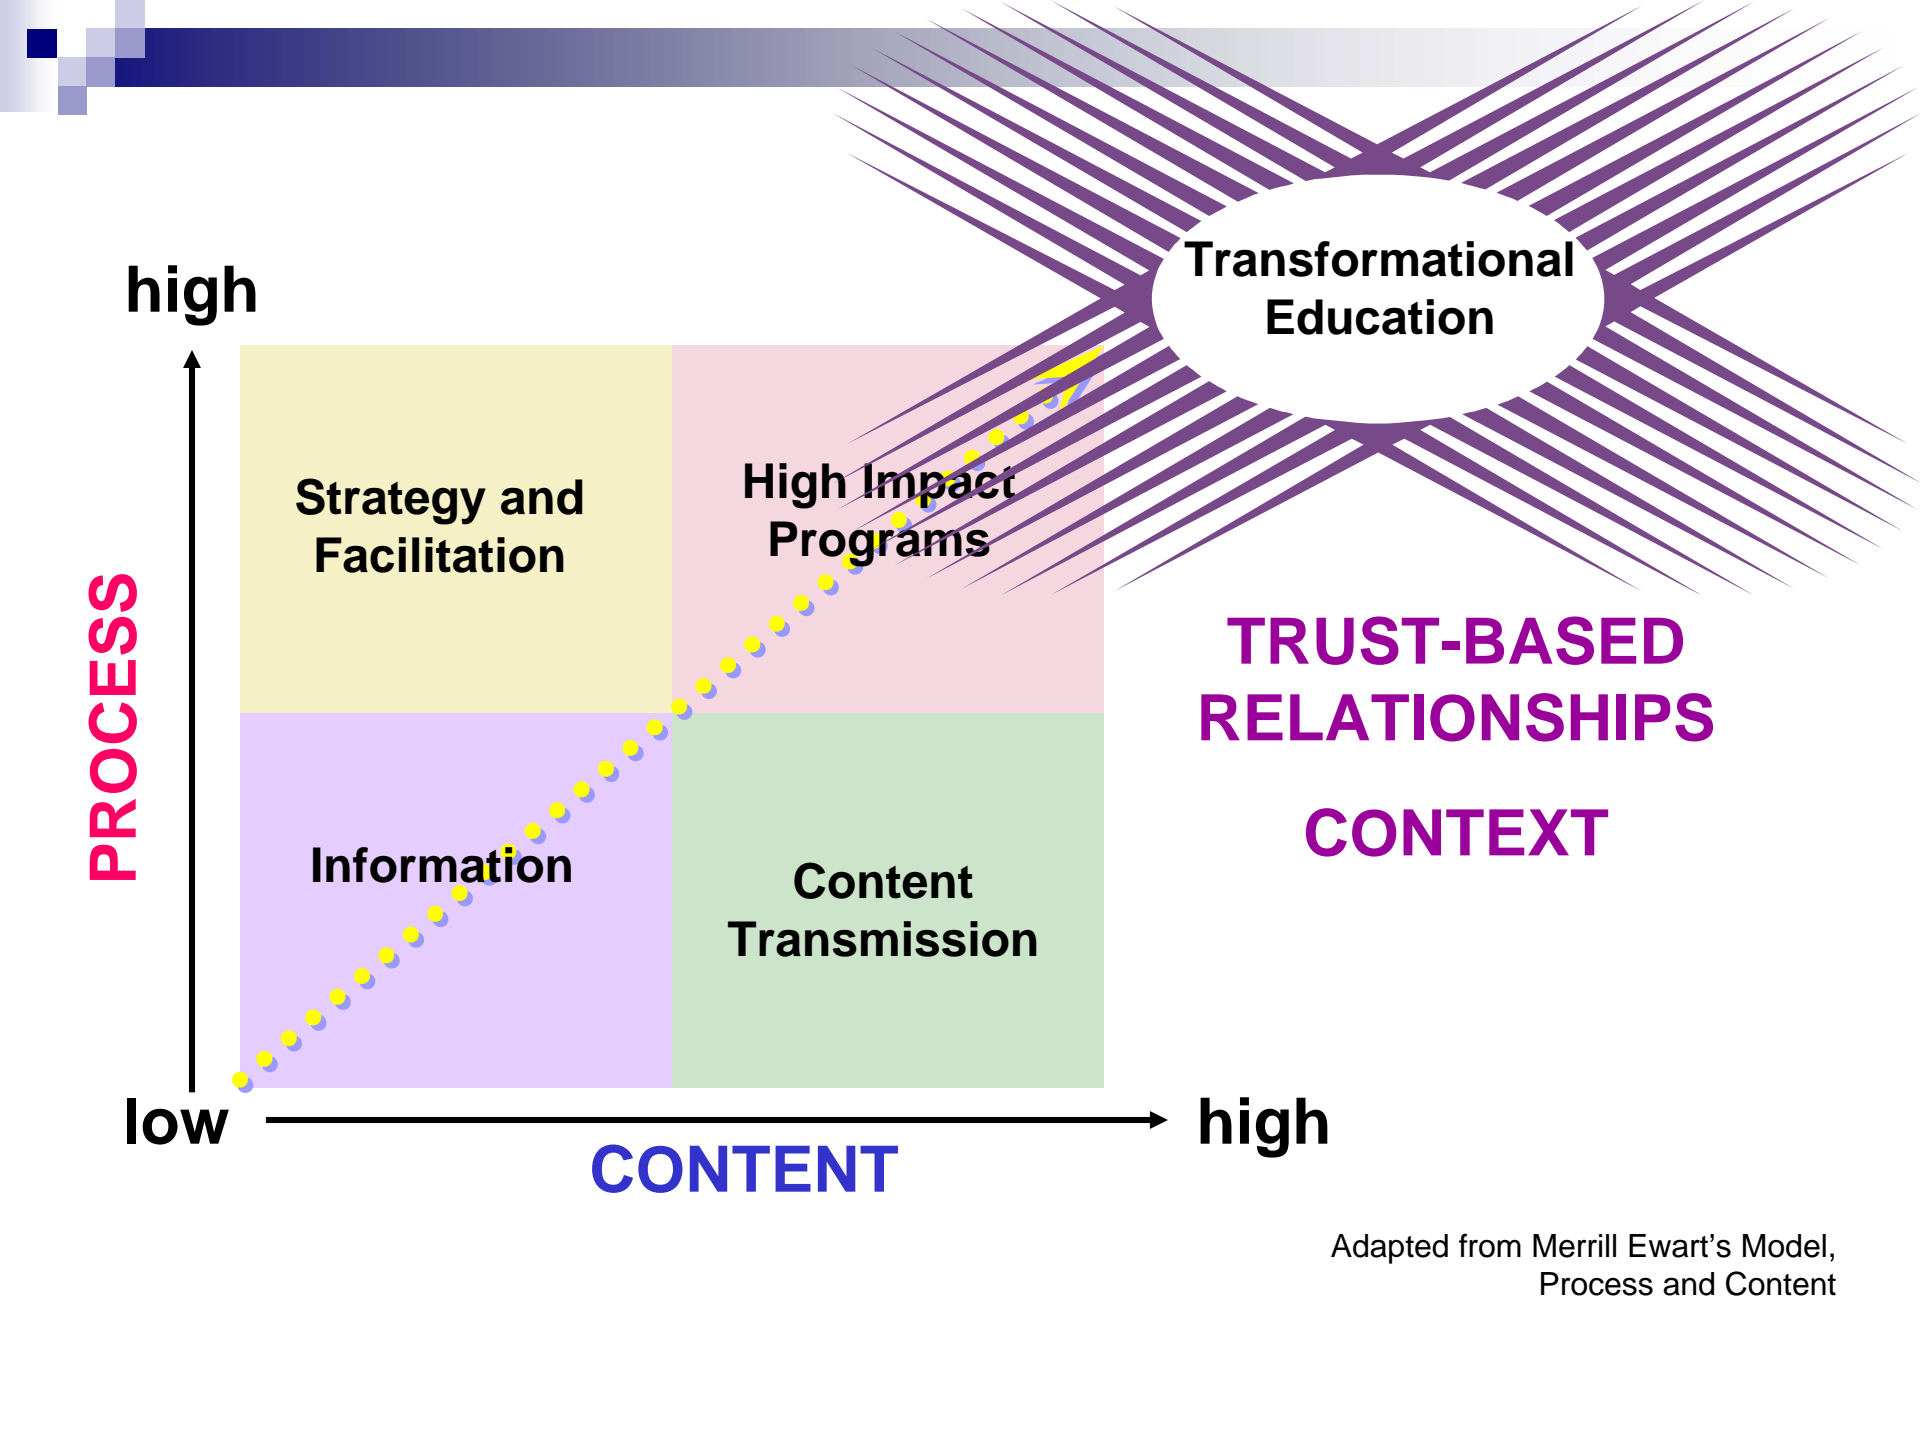 Transformational
Education
high
Strategy and
Facilitation
High Impact
Programs
PROCESS
TRUST-BASED
RELATIONSHIPS
CONTEXT
Information
Content
Transmission
low
high
CONTENT
Adapted from Merrill Ewart’s Model,
Process and Content